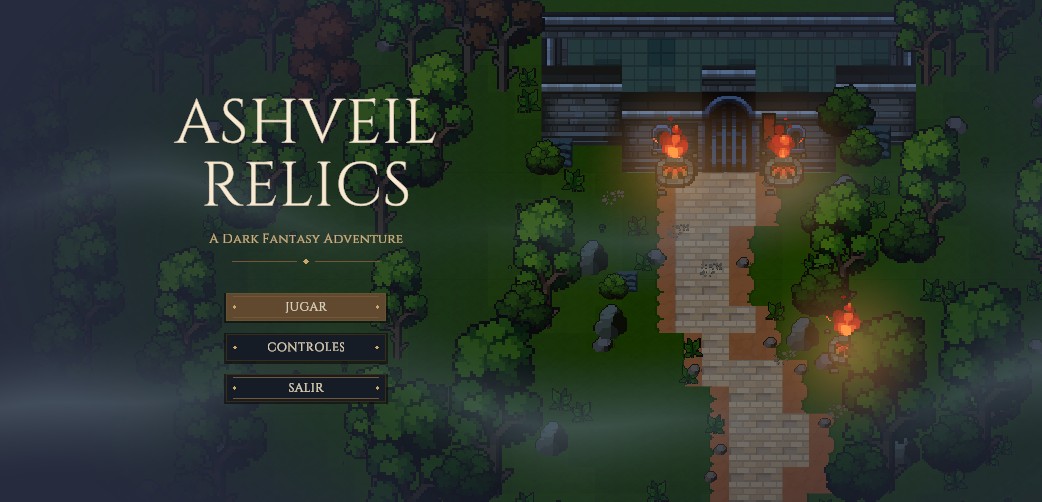 ASHVEIL
RELICS
A DARK FANTASY ADVENTURE
JUGAR
CONTROLES
SALIR